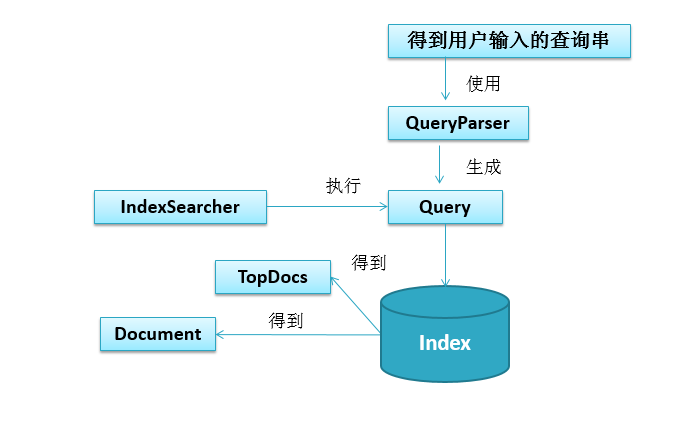 得到用户输入的查询串
使用
QueryParser
生成
执行
IndexSearcher
Query
得到
TopDocs
得到
Document
Index